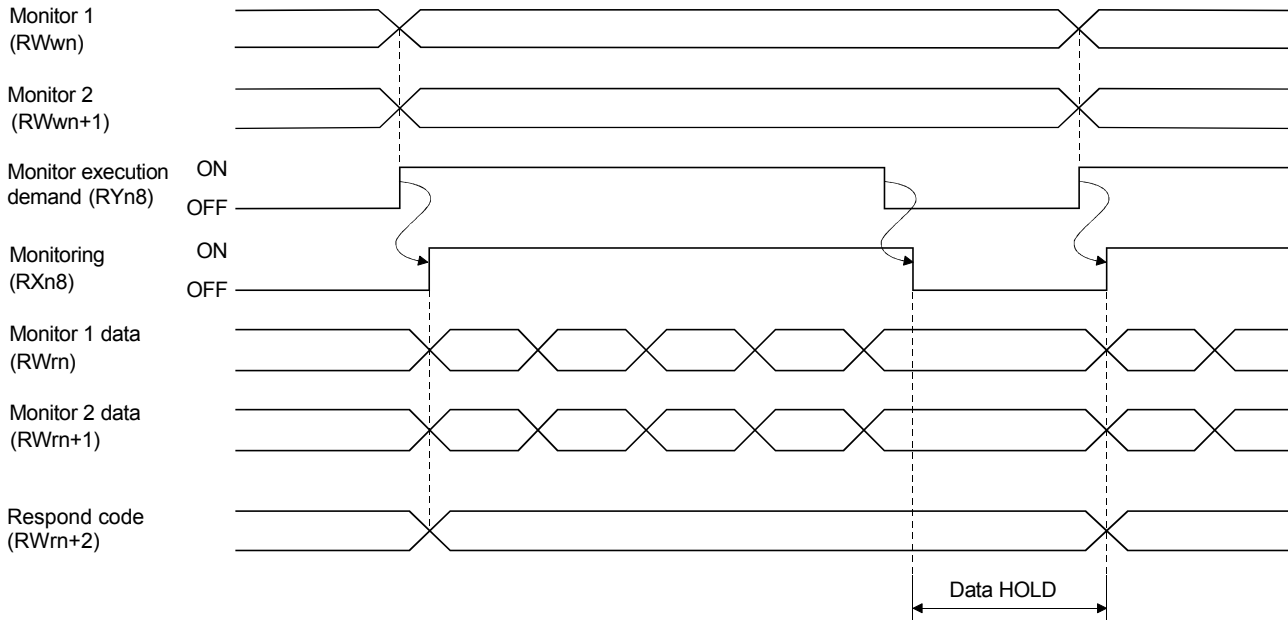 Monitor 1
(RWwn)
Monitor 2
(RWwn+1)
Monitor execution
demand (RYn8)
ON
OFF
Monitoring
(RXn8)
ON
OFF
Monitor 1 data
(RWrn)
Monitor 2 data
(RWrn+1)
Respond code
(RWrn+2)
Data HOLD